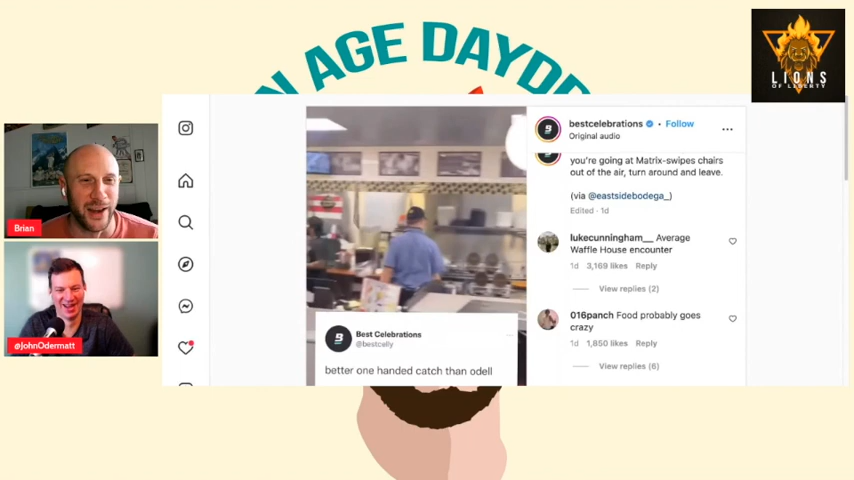 N AGE DAYD
LIONS
OF LIBERTY
Brian
@JohnOdermatt
bestcelebrations • Follow
Original audio
you're going at Matrix-swipes chairs
out of the air, turn around and leave.
(via @eastsidebodega_)
Edited · 1d
lukecunningham__ Average
Waffle House encounter
1d 3,169 likes Reply
View replies (2)
016panch Food probably goes
crazy
1d 1,850 likes Reply
View replies (6)
Best Celebrations
@bestcelly
better one handed catch than odell